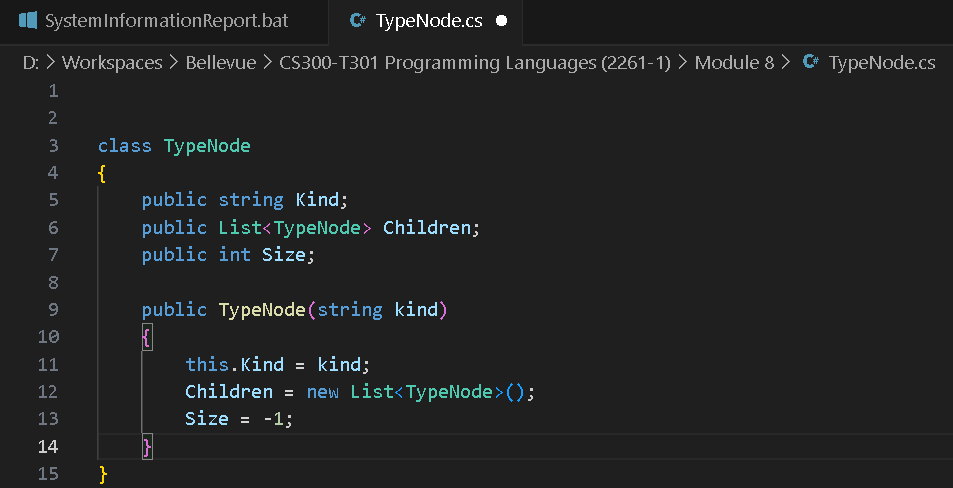 SystemInformationReport.bat C# TypeNode.cs
D: > Workspaces > Bellevue > CS300-T301 Programming Languages (2261-1) > Module 8 > C# TypeNode.cs
1
2
3 class TypeNode
4 {
5 public string Kind;
6 public List<TypeNode> Children;
7 public int Size;
8
9 public TypeNode(string kind)
10 {
11 this.Kind = kind;
12 Children = new List<TypeNode>();
13 Size = -1;
14 }
15 }